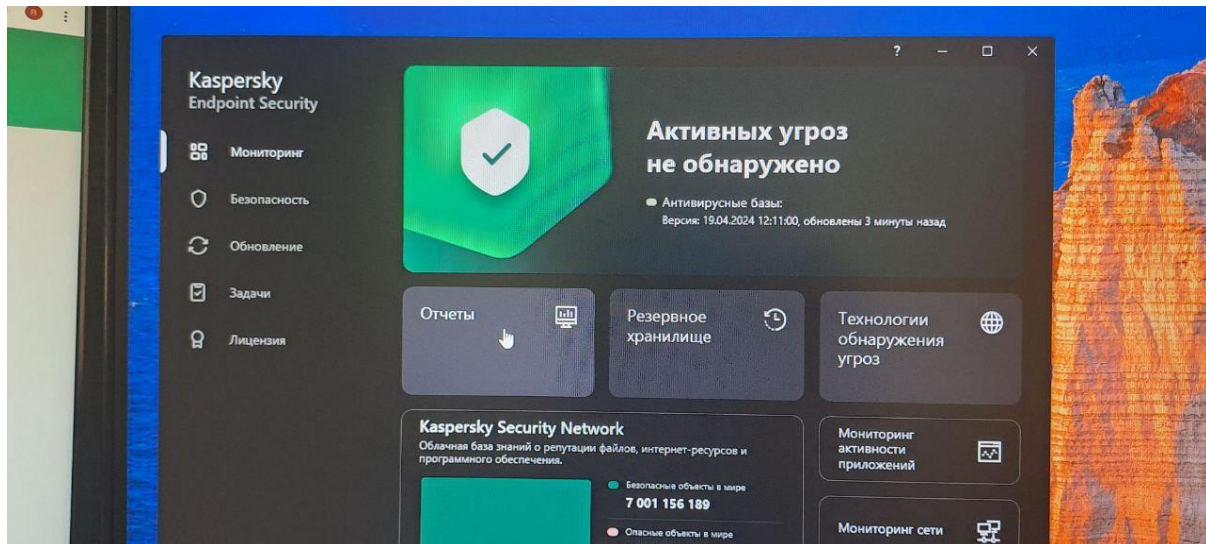 Kaspersky
Endpoint Security
Мониторинг
Безопасность
Обновление
Задачи
Лицензия
?
Активных угроз
не обнаружено
Антивирусные базы:
Версия: 19.04.2024 12:11:00, обновлены 3 минуты назад
Отчеты
Резервное
хранилище
Технологии
обнаружения
угроз
Kaspersky Security Network
Облачная база знаний о репутации файлов, интернет-ресурсов и
программного обеспечения.
Безопасные объекты в мире
7 001 156 189
Опасные объекты в мире
Мониторинг
активности
приложений
Мониторинг сети